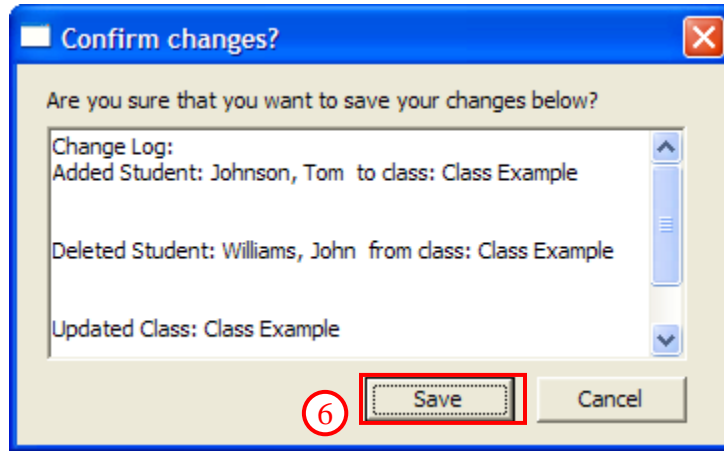 Confirm changes?
Are you sure that you want to save your changes below?
Change Log:
Added Student: Johnson, Tom  to class: Class Example
Deleted Student: Williams, John  from class: Class Example
Updated Class: Class Example
6 Save Cancel